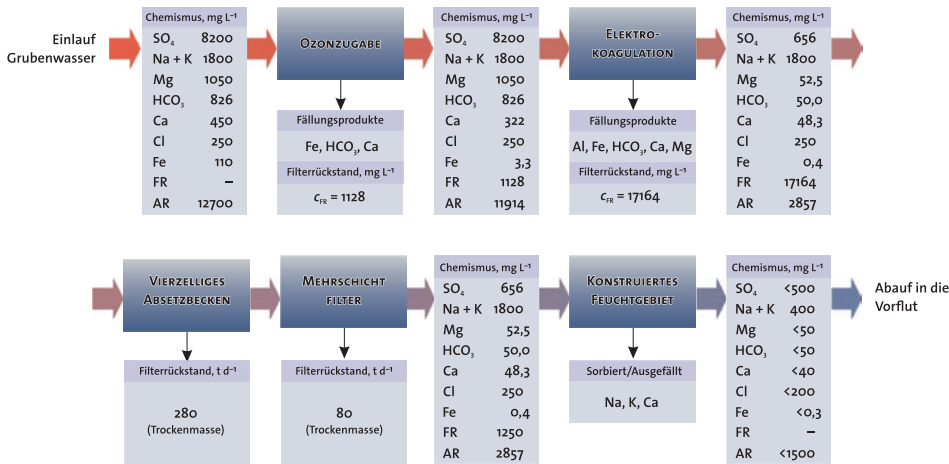 Einlauf
Grubenwasser
Chemismus, mg L⁻¹
SO₄ 8200
Na + K 1800
Mg 1050
HCO₃ 826
Ca 450
Cl 250
Fe 110
FR –
AR 12700
Ozonzugabe
Fällungsprodukte
Fe, HCO₃, Ca
Filterrückstand, mg L⁻¹
c_FR = 1128
Chemismus, mg L⁻¹
SO₄ 8200
Na + K 1800
Mg 1050
HCO₃ 826
Ca 322
Cl 250
Fe 3,3
FR 1128
AR 11914
Elektro-
koagulation
Fällungsprodukte
Al, Fe, HCO₃, Ca, Mg
Filterrückstand, mg L⁻¹
c_FR = 17164
Chemismus, mg L⁻¹
SO₄ 656
Na + K 1800
Mg 52,5
HCO₃ 50,0
Ca 48,3
Cl 250
Fe 0,4
FR 17164
AR 2857
Vierzelliges
Absetzbecken
Filterrückstand, t d⁻¹
280
(Trockenmasse)
Mehrschicht
filter
Filterrückstand, t d⁻¹
80
(Trockenmasse)
Chemismus, mg L⁻¹
SO₄ 656
Na + K 1800
Mg 52,5
HCO₃ 50,0
Ca 48,3
Cl 250
Fe 0,4
FR 1250
AR 2857
Konstruiertes
Feuchtgebiet
Sorbiert/Ausgefällt
Na, K, Ca
Chemismus, mg L⁻¹
SO₄ <500
Na + K 400
Mg <50
HCO₃ <50
Ca <40
Cl <200
Fe <0,3
FR –
AR <1500
Abauf in die
Vorflut